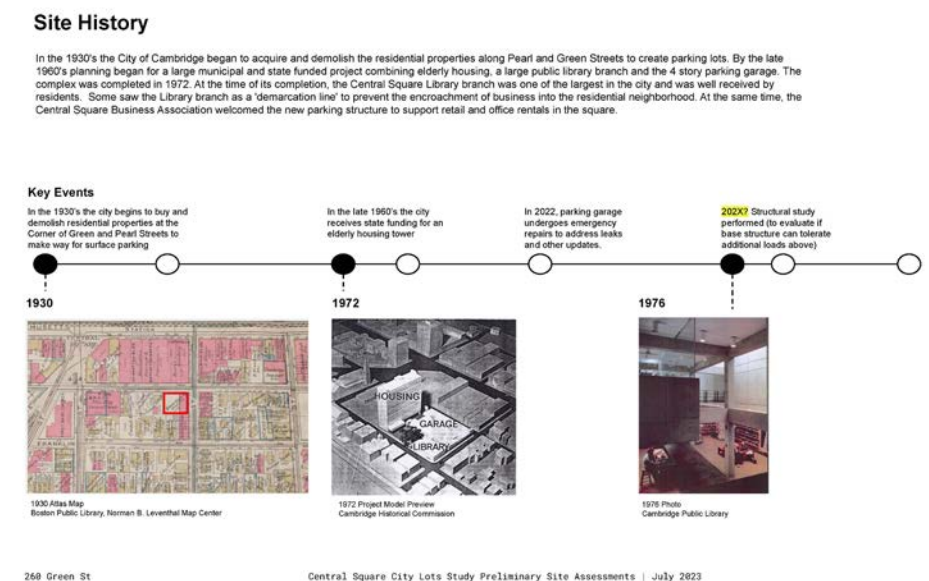 Site History
In the 1930's the City of Cambridge began to acquire and demolish the residential properties along Pearl and Green Streets to create parking lots. By the late
1960's planning began for a large municipal and state funded project combining elderly housing, a large public library branch and the 4 story parking garage. The
complex was completed in 1972. At the time of its completion, the Central Square Library branch was one of the largest in the city and was well received by
residents. Some saw the Library branch as a 'demarcation line' to prevent the encroachment of business into the residential neighborhood. At the same time, the
Central Square Business Association welcomed the new parking structure to support retail and office rentals in the square.
Key Events
In the 1930's the city begins to buy and
demolish residential properties at the
Corner of Green and Pearl Streets to
make way for surface parking
In the late 1960's the city
receives state funding for an
elderly housing tower
In 2022, parking garage
undergoes emergency
repairs to address leaks
and other updates.
202X? Structural study
performed (to evaluate if
base structure can tolerate
additional loads above)
1930
1972
1976
FRANKLIN
HOUSING
GARAGE
LIBRARY
1930 Atlas Map
Boston Public Library, Norman B. Leventhal Map Center
1972 Project Model Preview
Cambridge Historical Commission
1976 Photo
Cambridge Public Library
260 Green St
Central Square City Lots Study Preliminary Site Assessments | July 2023